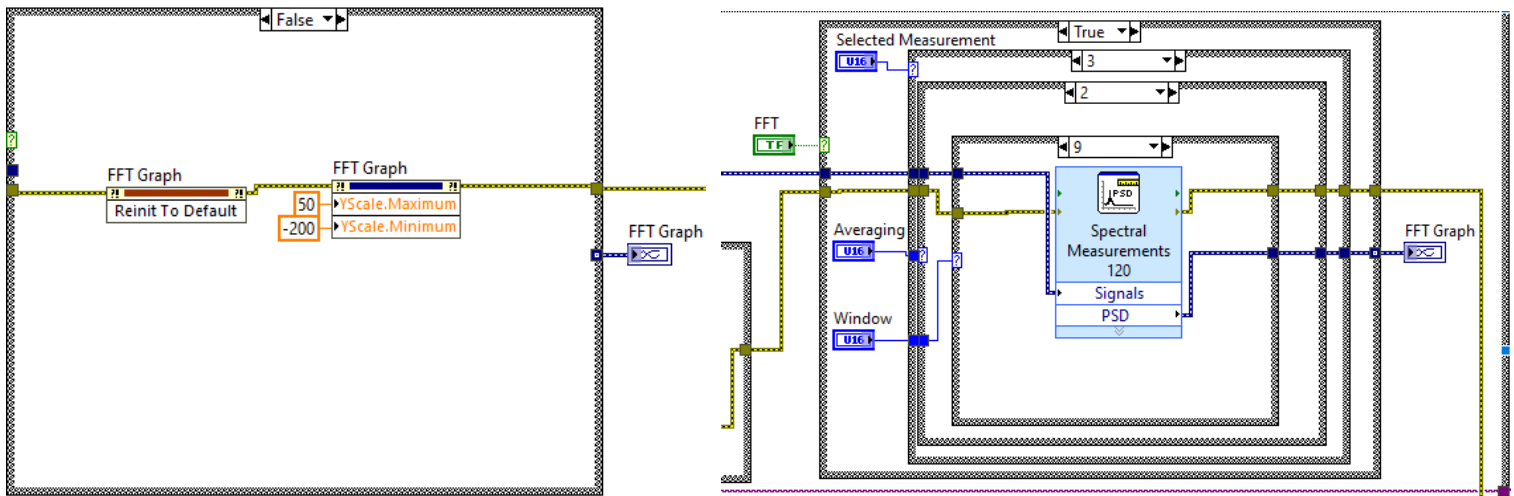 False
FFT Graph
Reinit To Default
FFT Graph
50
YScale.Maximum
-200
YScale.Minimum
FFT Graph
True
Selected Measurement
U16
3
2
FFT
TF
9
PSD
Spectral
Measurements
120
Signals
PSD
Averaging
U16
Window
U16
FFT Graph